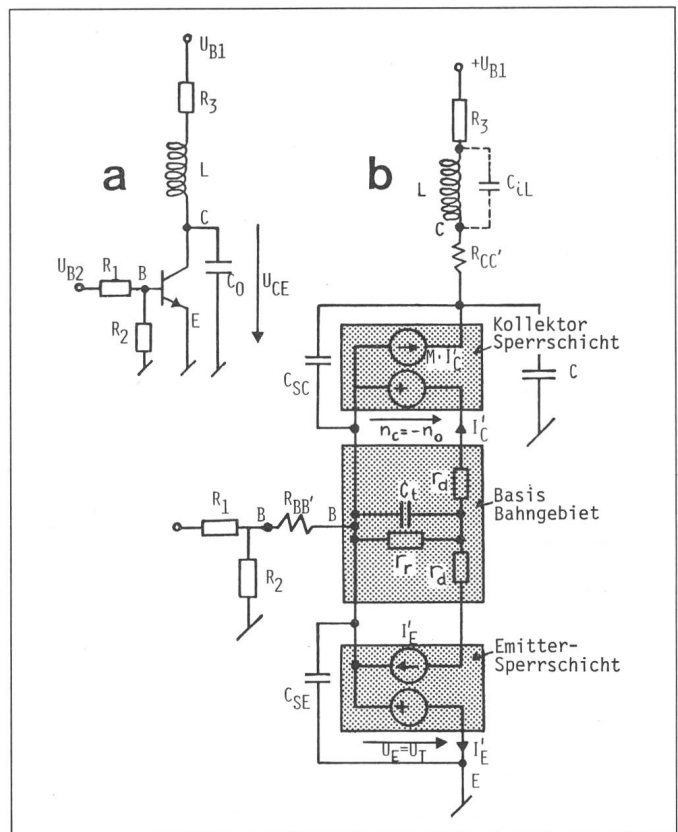 a
U_B1
R_3
L
C
U_B2
R_1
B
R_2
E
C_0
U_CE
b
+U_B1
R_3
L
C_iL
C
R_CC'
Kollektor
Sperrschicht
M·I'_C
C_SC
C
n_c=-n_o
I'_C
r_d
Basis
Bahngebiet
C_t
R_1
B
R_BB'
B
r_r
r_d
R_2
I'_E
Emitter-
Sperrschicht
C_SE
U_E=U_T
I'_E
E